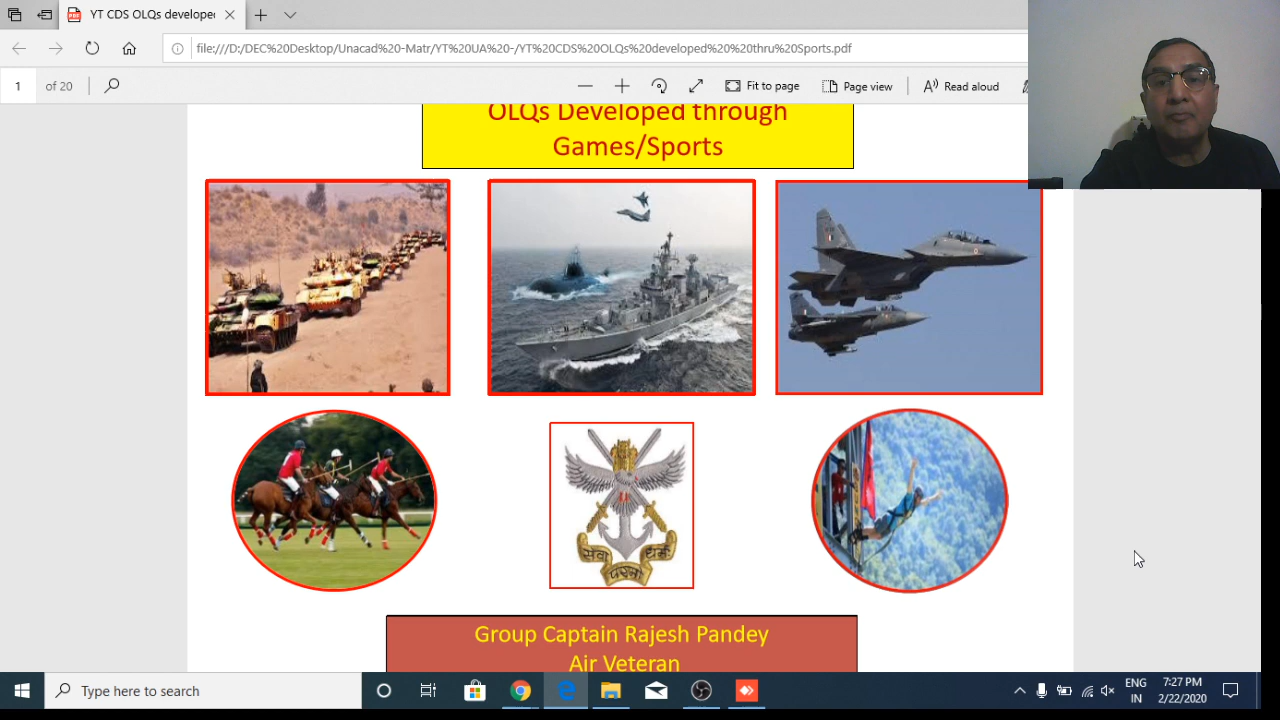 YT CDS OLQs develope
file:///D:/DEC%20Desktop/Unacad%20-Matr/YT%20UA%20-/YT%20CDS%20OLQs%20developed%20%20thru%20Sports.pdf
1 of 20
Fit to page
Page view
Read aloud
OLQs Developed through
Games/Sports
सेवा
परमो
धर्मः
Group Captain Rajesh Pandey
Air Veteran
Type here to search
ENG
IN
7:27 PM
2/22/2020